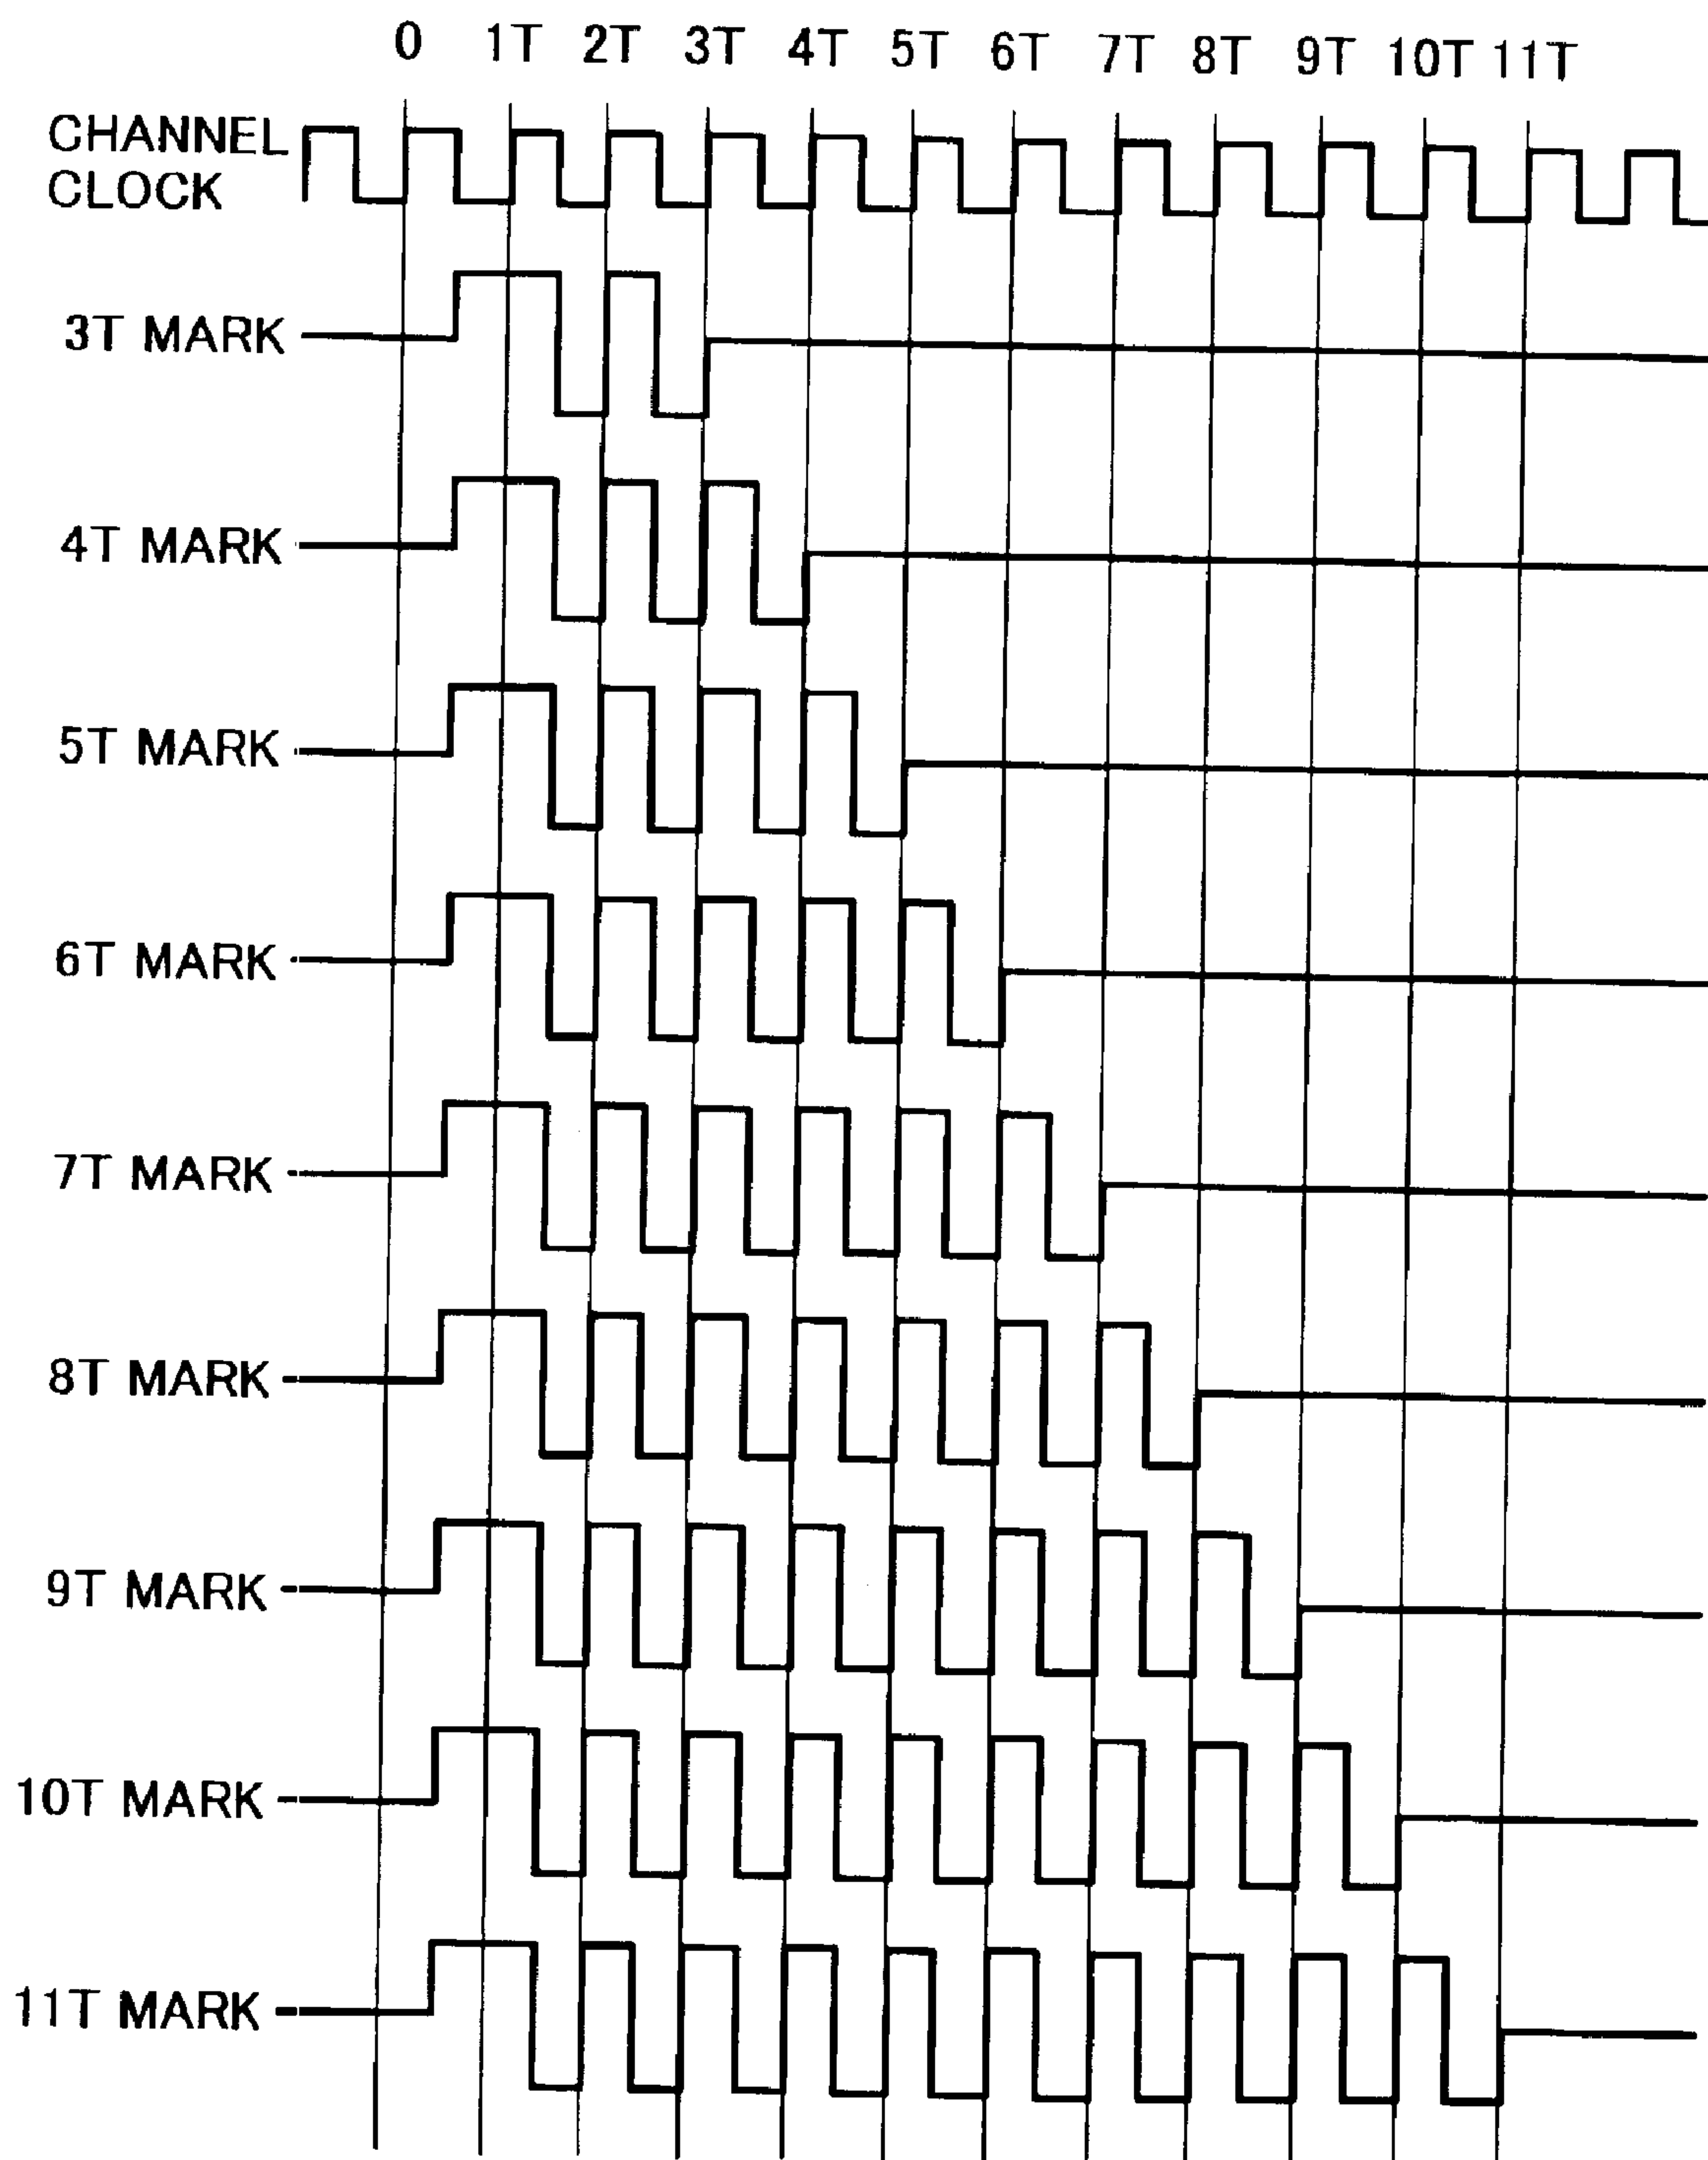 0 1T 2T 3T 4T 5T 6T 7T 8T 9T 10T 11T
CHANNEL
CLOCK
3T MARK
4T MARK
5T MARK
6T MARK
7T MARK
8T MARK
9T MARK
10T MARK
11T MARK